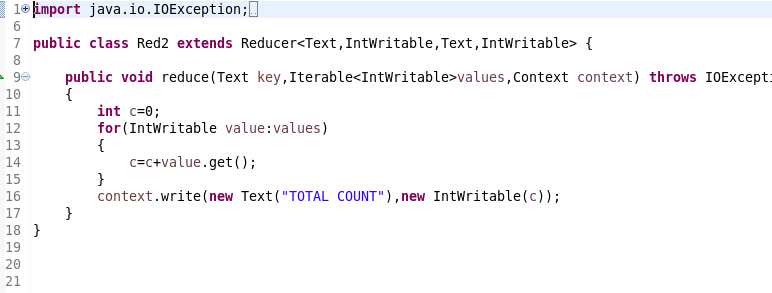 1 import java.io.IOException;
6
7 public class Red2 extends Reducer<Text,IntWritable,Text,IntWritable> {
8
9 public void reduce(Text key,Iterable<IntWritable>values,Context context) throws IOExcepti
10 {
11 int c=0;
12 for(IntWritable value:values)
13 {
14 c=c+value.get();
15 }
16 context.write(new Text("TOTAL COUNT"),new IntWritable(c));
17 }
18 }
19
20
21